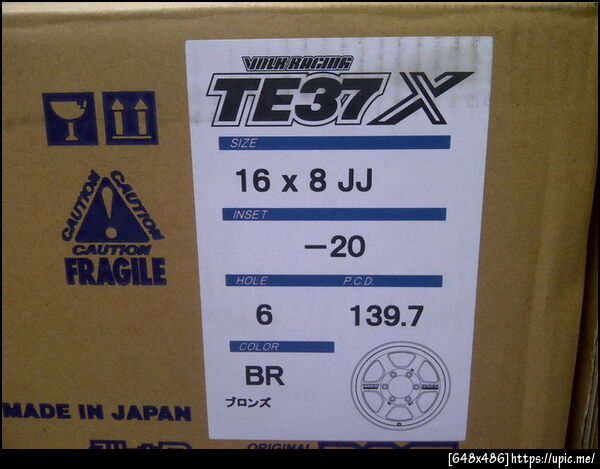 VOLK RACING
TE37X
SIZE
16 x 8 JJ
INSET
−20
HOLE P.C.D.
6 139.7
COLOR
BR
ブロンズ
CAUTION CAUTION
CAUTION
FRAGILE
MADE IN JAPAN
ORIGINAL
[648x486]https://upic.me/